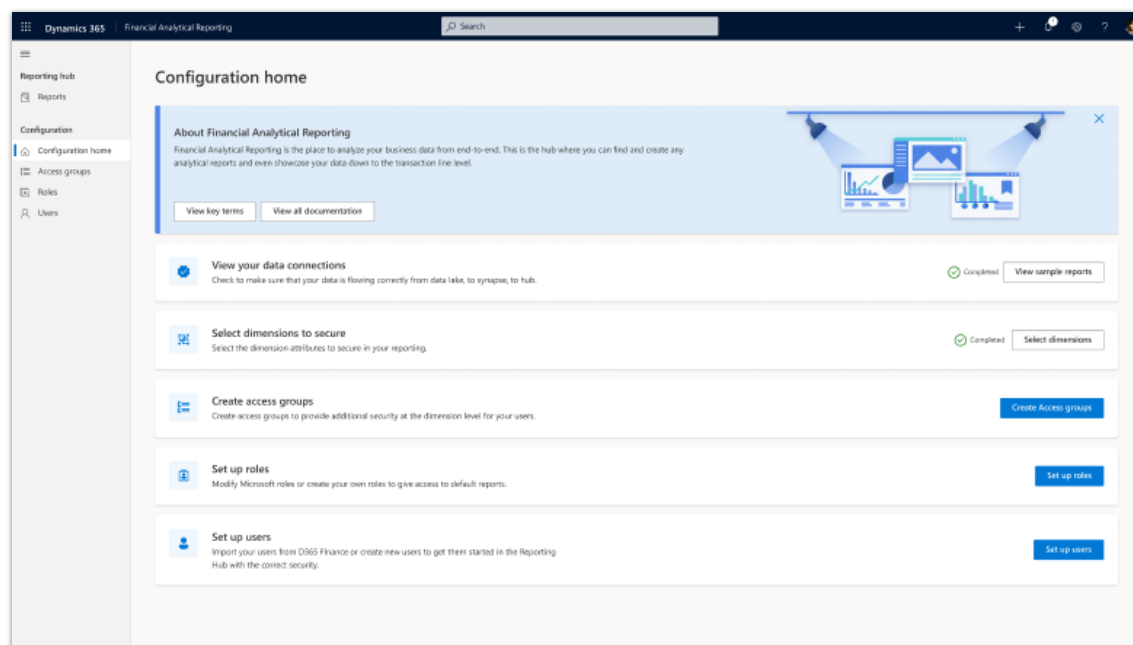 Dynamics 365
Financial Analytical Reporting
Search
?
Reporting hub
Reports
Configuration
Configuration home
Access groups
Roles
Users
Configuration home
About Financial Analytical Reporting
Financial Analytical Reporting is the place to analyze your business data from end-to-end. This is the hub where you can find and create any
analytical reports and even showcase your data down to the transaction line level.
View key terms
View all documentation
View your data connections
Check to make sure that your data is flowing correctly from data lake, to synapse, to hub.
Completed
View sample reports
Select dimensions to secure
Select the dimension attributes to secure in your reporting.
Completed
Select dimensions
Create access groups
Create access groups to provide additional security at the dimension level for your users.
Create Access groups
Set up roles
Modify Microsoft roles or create your own roles to give access to default reports.
Set up roles
Set up users
Import your users from D365 Finance or create new users to get them started in the Reporting
Hub with the correct security.
Set up users